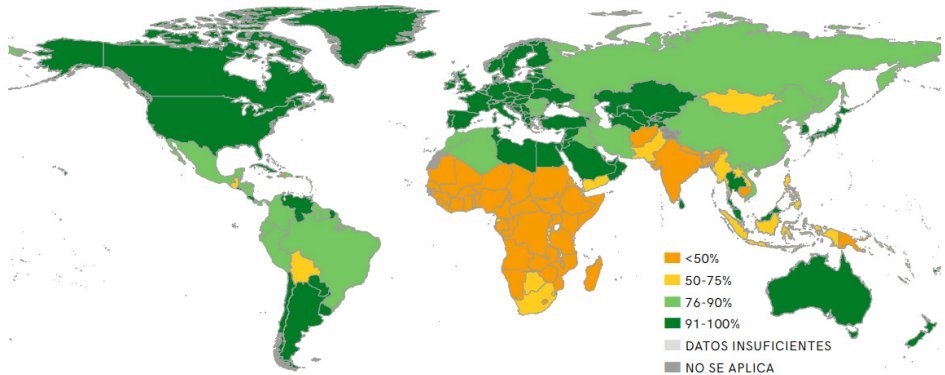 <50%
50-75%
76-90%
91-100%
DATOS INSUFICIENTES
NO SE APLICA